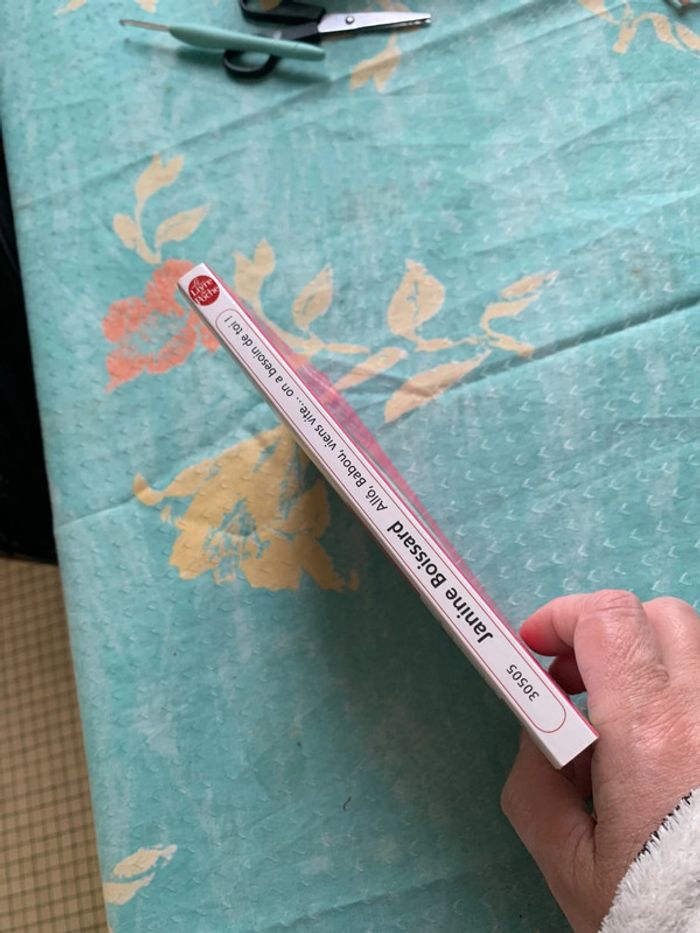 30505
Janine Boissard Allô, Babou, viens vite... on a besoin de toi !
Le
Livre
de
Poche